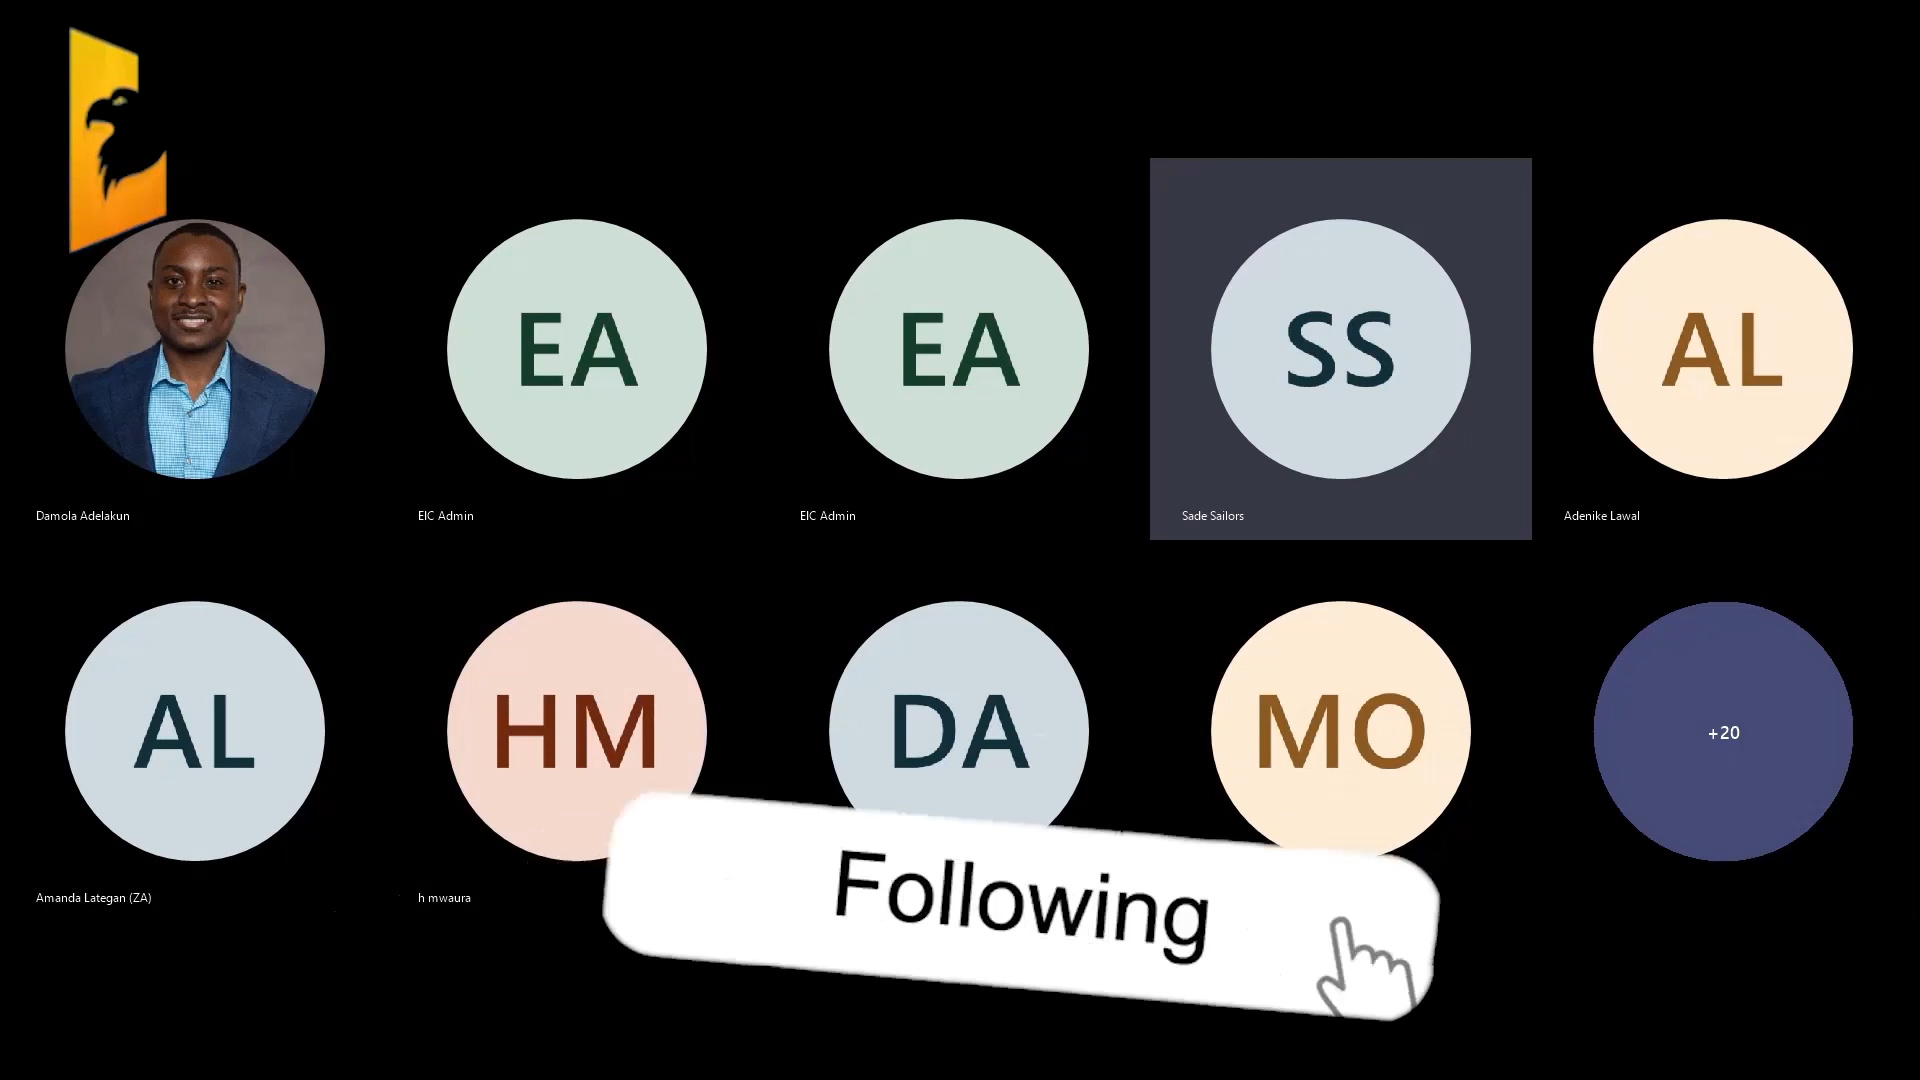 EA
EA
SS
AL
Damola Adelakun
EIC Admin
EIC Admin
Sade Sailors
Adenike Lawal
AL
HM
DA
MO
+20
Amanda Lategan (ZA)
h mwaura
Following